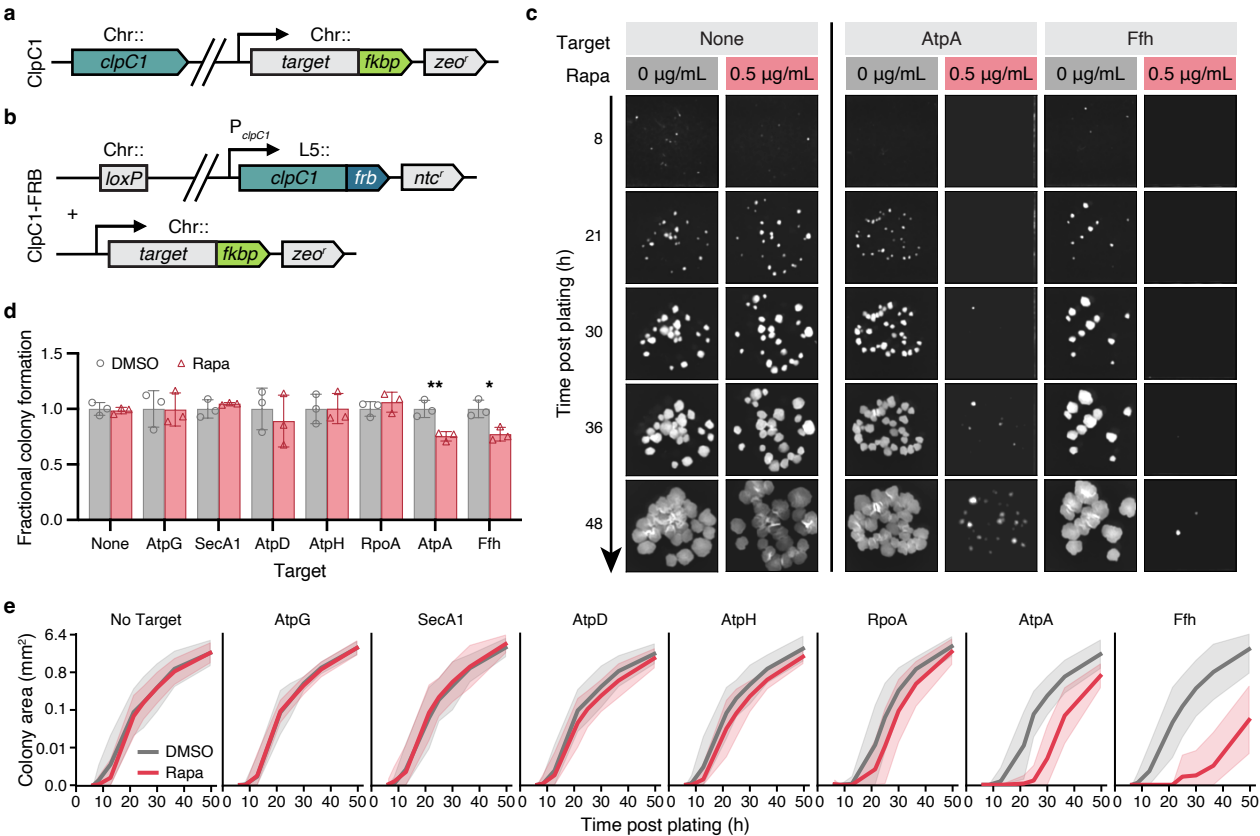 a
ClpC1
Chr::
Chr::
clpC1
target
fkbp
zeoʳ
b
ClpC1-FRB
P_clpC1
Chr::
L5::
loxP
clpC1
frb
ntcʳ
+
Chr::
target
fkbp
zeoʳ
c
Target
None
AtpA
Ffh
Rapa
0 µg/mL
0.5 µg/mL
0 µg/mL
0.5 µg/mL
0 µg/mL
0.5 µg/mL
Time post plating (h)
8
21
30
36
48
d
Fractional colony formation
1.5
1.0
0.5
0.0
DMSO
Rapa
**
*
None
AtpG
SecA1
AtpD
AtpH
RpoA
AtpA
Ffh
Target
e
No Target
AtpG
SecA1
AtpD
AtpH
RpoA
AtpA
Ffh
Colony area (mm²)
6.4
0.8
0.1
0.01
0.0
DMSO
Rapa
0 10 20 30 40 50
0 10 20 30 40 50
0 10 20 30 40 50
0 10 20 30 40 50
0 10 20 30 40 50
0 10 20 30 40 50
0 10 20 30 40 50
0 10 20 30 40 50
Time post plating (h)